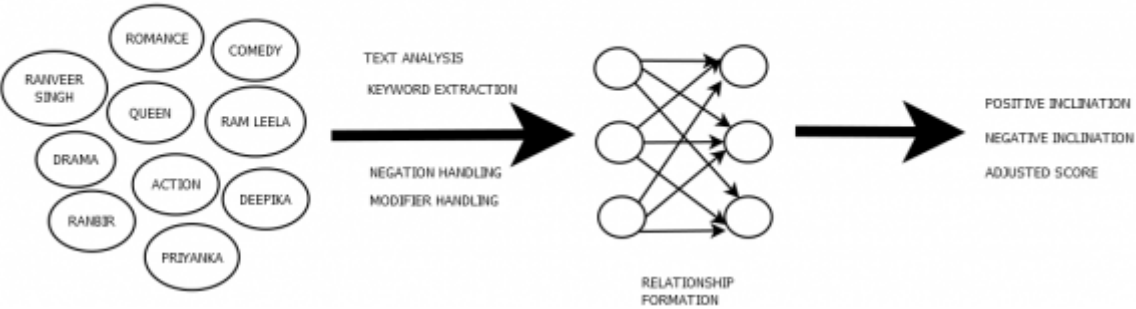 ROMANCE
COMEDY
RANVEER
SINGH
QUEEN
RAM LEELA
DRAMA
ACTION
DEEPIKA
RANBIR
PRIYANKA
TEXT ANALYSIS
KEYWORD EXTRACTION
NEGATION HANDLING
MODIFIER HANDLING
RELATIONSHIP
FORMATION
POSITIVE INCLINATION
NEGATIVE INCLINATION
ADJUSTED SCORE